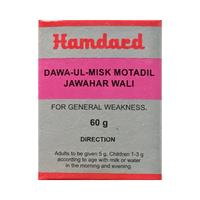 Hamdard
DAWA-UL-MISK MOTADIL
JAWAHAR WALI
FOR GENERAL WEAKNESS.
60 g
DIRECTION
Adults to be given 5 g, Children 1-3 g
according to age with milk or water
in the morning and evening.